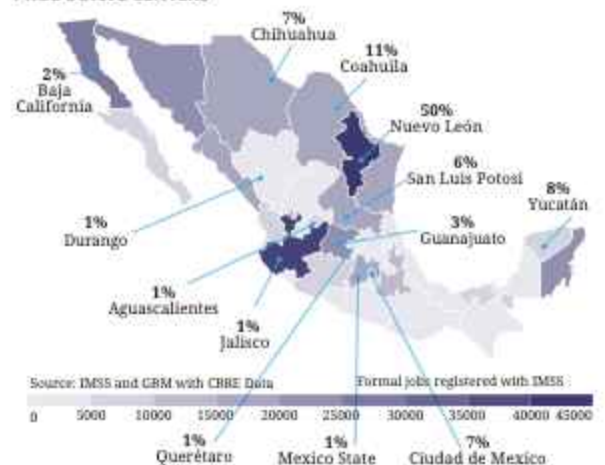 7%
Chihuahua
11%
Coahuila
2%
Baja
California
50%
Nuevo León
6%
San Luis Potosí
8%
Yucatán
1%
Durango
3%
Guanajuato
1%
Aguascalientes
1%
Jalisco
Source: IMSS and GBM with CBRE Data
Formal jobs registered with IMSS
0 5000 10000 15000 20000 25000 30000 35000 40000 45000
1%
Querétaro
1%
Mexico State
7%
Ciudad de Mexico